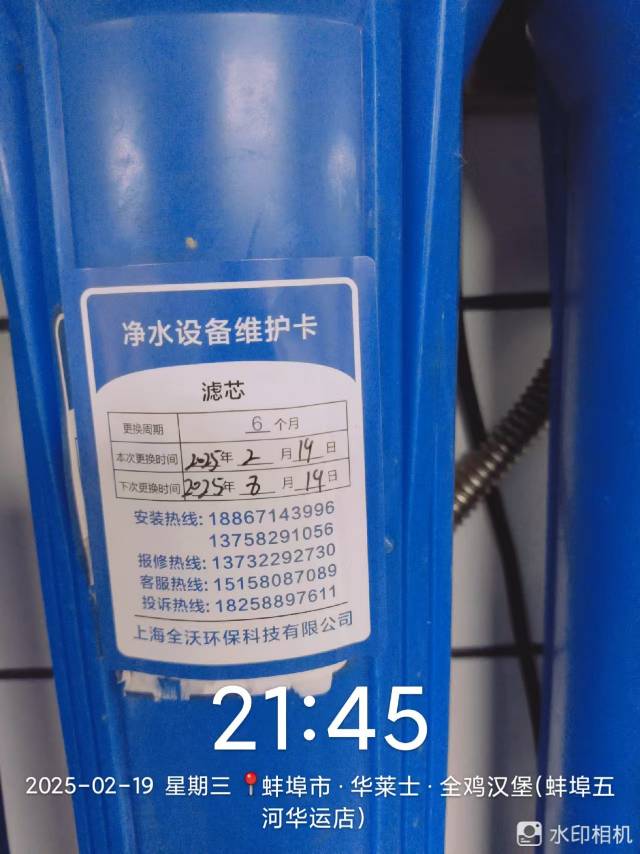 净水设备维护卡
滤芯
更换周期 6 个月
本次更换时间 2025年 2 月 19 日
下次更换时间 2025年 8 月 19 日
安装热线: 18867143996
13758291056
报修热线: 13732292730
客服热线: 15158087089
投诉热线: 18258897611
上海全沃环保科技有限公司
21:45
2025-02-19 星期三 蚌埠市·华莱士·全鸡汉堡(蚌埠五
河华运店)
水印相机